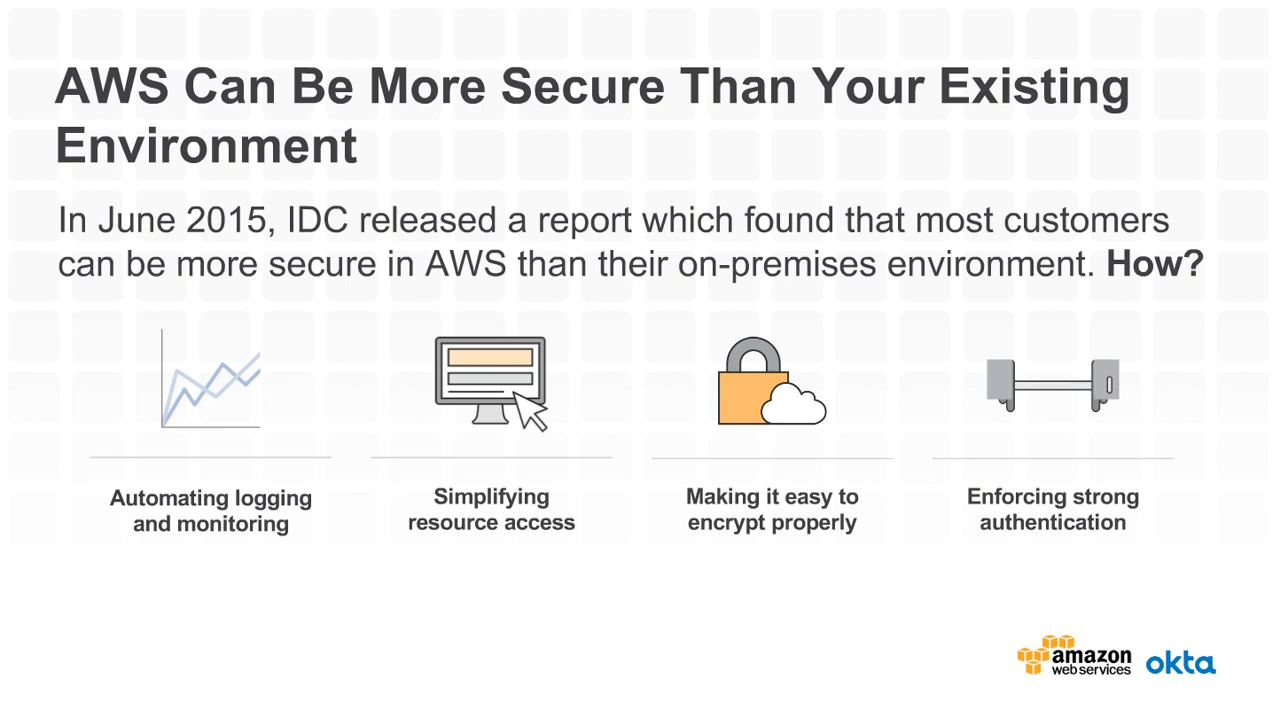 AWS Can Be More Secure Than Your Existing
Environment
In June 2015, IDC released a report which found that most customers
can be more secure in AWS than their on-premises environment. How?
Automating logging
and monitoring
Simplifying
resource access
Making it easy to
encrypt properly
Enforcing strong
authentication
amazon
web services
okta